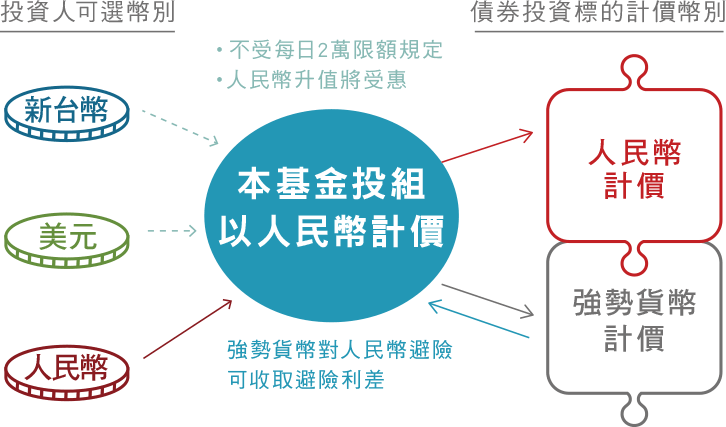 投資人可選幣別
債券投資標的計價幣別
• 不受每日2萬限額規定
• 人民幣升值將受惠
新台幣
美元
人民幣
本基金投組
以人民幣計價
人民幣
計價
強勢貨幣
計價
強勢貨幣對人民幣避險
可收取避險利差